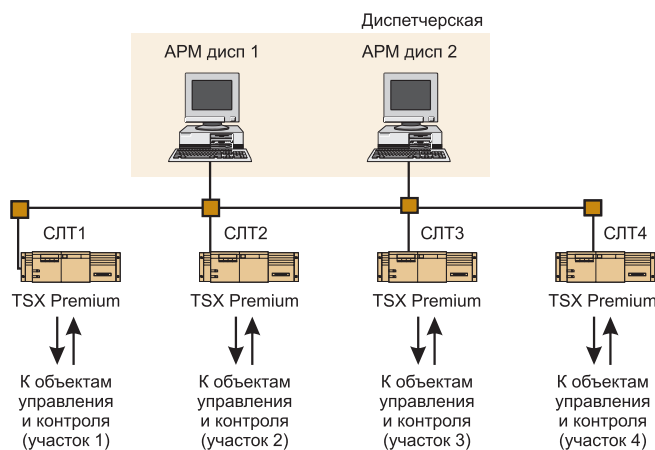 Диспетчерская
АРМ дисп 1
АРМ дисп 2
СЛТ1
СЛТ2
СЛТ3
СЛТ4
TSX Premium
TSX Premium
TSX Premium
TSX Premium
К объектам
управления
и контроля
(участок 1)
К объектам
управления
и контроля
(участок 2)
К объектам
управления
и контроля
(участок 3)
К объектам
управления
и контроля
(участок 4)